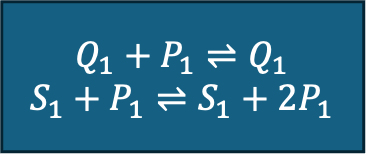 Q₁ + P₁ ⇌ Q₁
S₁ + P₁ ⇌ S₁ + 2P₁